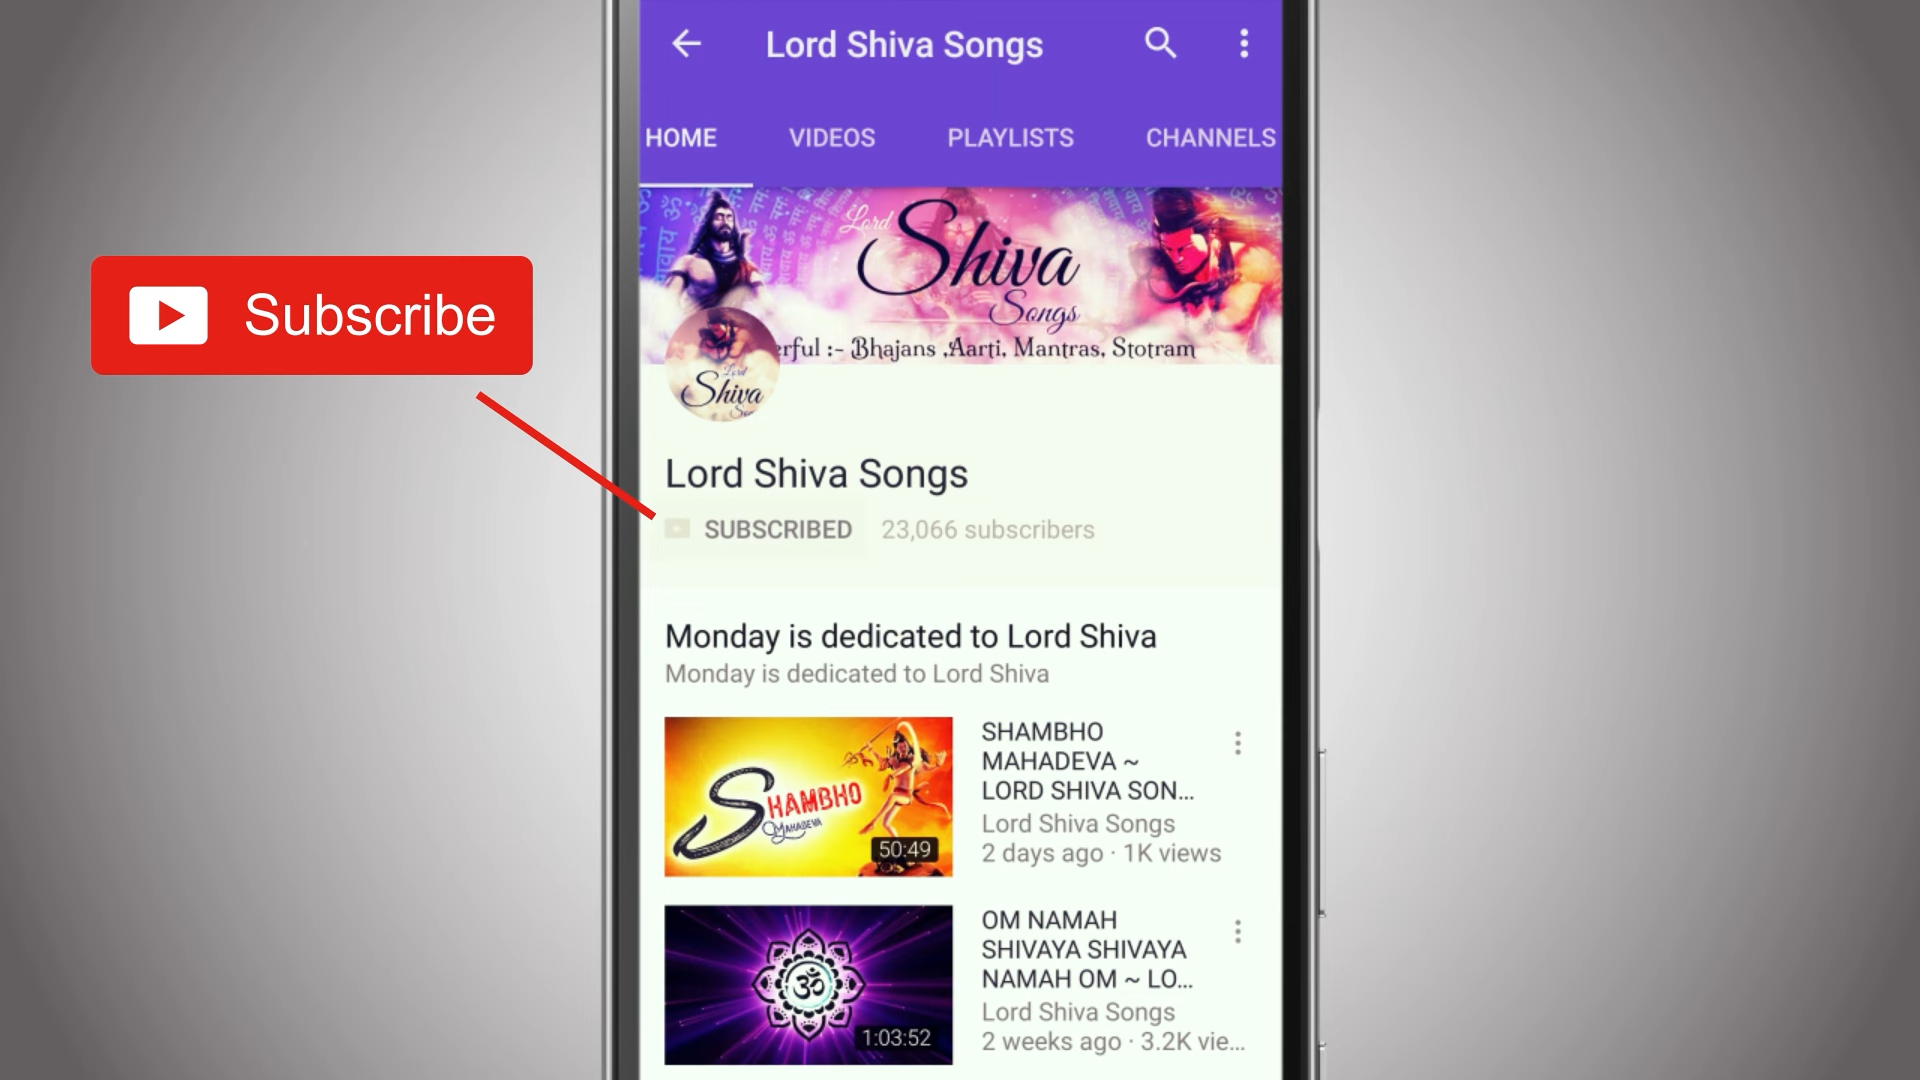 Lord Shiva Songs
HOME VIDEOS PLAYLISTS CHANNELS
Lord
Shiva
Songs
erful :- Bhajans ,Aarti, Mantras, Stotram
Lord
Shiva
Subscribe
Lord Shiva Songs
SUBSCRIBED 23,066 subscribers
Monday is dedicated to Lord Shiva
Monday is dedicated to Lord Shiva
SHAMBHO
MAHADEVA
50:49
SHAMBHO
MAHADEVA ~
LORD SHIVA SON...
Lord Shiva Songs
2 days ago · 1K views
ॐ
1:03:52
OM NAMAH
SHIVAYA SHIVAYA
NAMAH OM ~ LO...
Lord Shiva Songs
2 weeks ago · 3.2K vie...